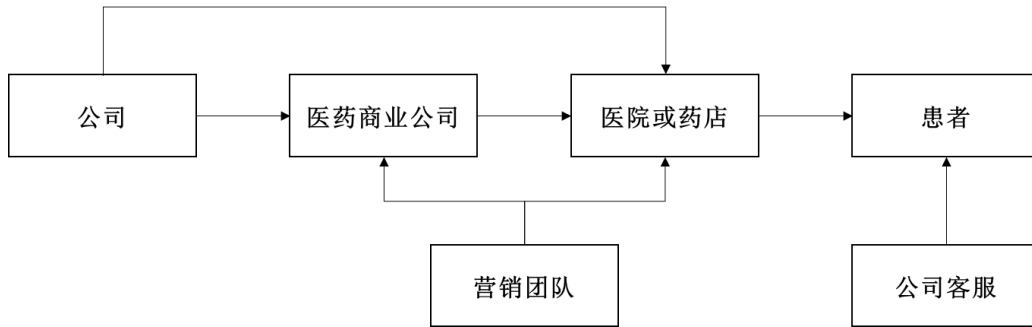 公司
医药商业公司
医院或药店
患者
营销团队
公司客服